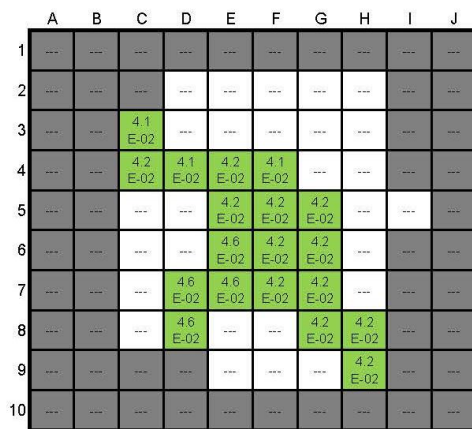 A B C D E F G H I J
1 --- --- --- --- --- --- --- --- --- ---
2 --- --- --- --- --- --- --- --- --- ---
3 --- --- 4.1 E-02 --- --- --- --- --- --- ---
4 --- --- 4.2 E-02 4.1 E-02 4.2 E-02 4.1 E-02 --- --- --- ---
5 --- --- --- --- 4.2 E-02 4.2 E-02 4.2 E-02 --- --- ---
6 --- --- --- --- 4.6 E-02 4.2 E-02 4.2 E-02 --- --- ---
7 --- --- --- 4.6 E-02 4.6 E-02 4.2 E-02 4.2 E-02 --- --- ---
8 --- --- --- 4.6 E-02 --- --- 4.2 E-02 4.2 E-02 --- ---
9 --- --- --- --- --- --- --- 4.2 E-02 --- ---
10 --- --- --- --- --- --- --- --- --- ---